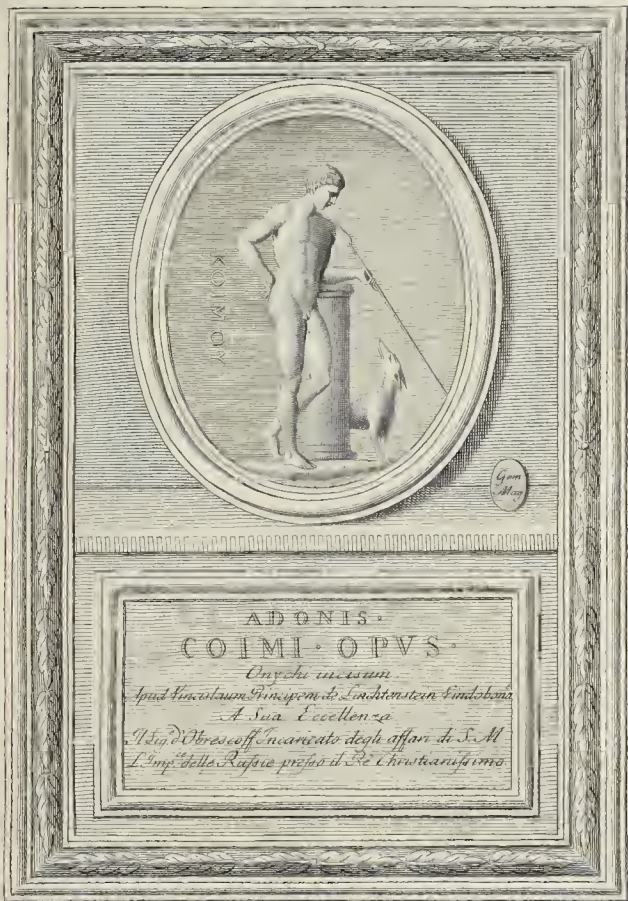 ΚΟΙΜΟΥ
Gem
Mag
ADONIS·
COIMI·OPVS·
Onychi incisum
Apud Vinceslaum Principem de Liechtenstein Vindobonæ
A Sua Eccellenza
Il Sig.r d'Obrescoff Incaricato degli affari di S. M
L'Imp.e delle Russie presso il Re Christianissimo.